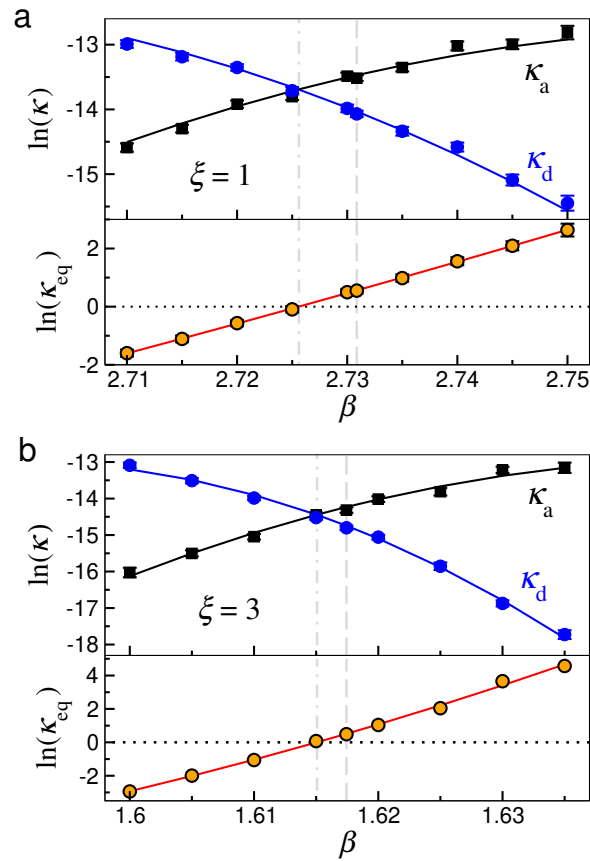 a
-13
-14
-15
ln(κ)
κa
κd
ξ = 1
2
0
-2
ln(κeq)
2.71 2.72 2.73 2.74 2.75
β
b
-13
-14
-15
-16
-17
-18
ln(κ)
κa
κd
ξ = 3
4
2
0
-2
ln(κeq)
1.6 1.61 1.62 1.63
β